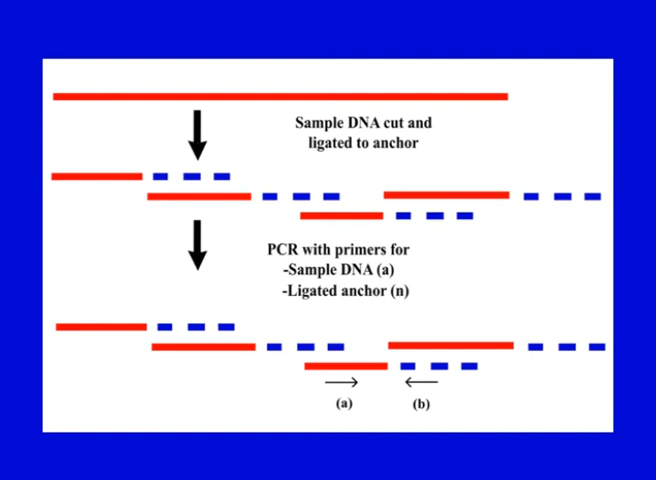 Sample DNA cut and
ligated to anchor
PCR with primers for
-Sample DNA (a)
-Ligated anchor (n)
(a)
(b)